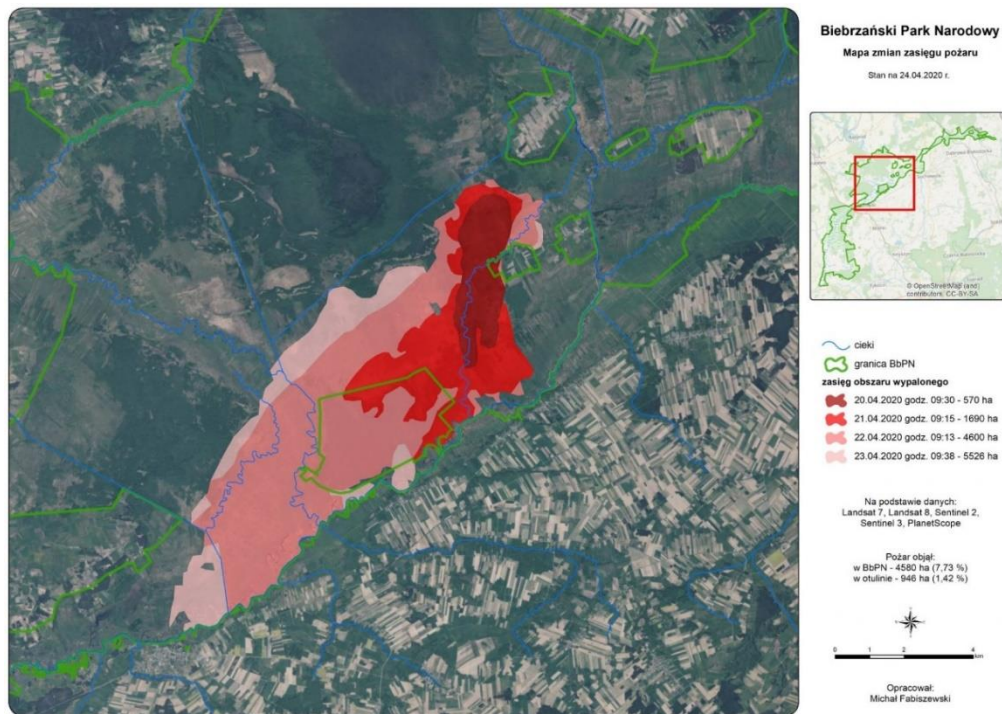 Biebrzański Park Narodowy
Mapa zmian zasięgu pożaru
Stan na 24.04.2020 r.
© OpenStreetMap (and)
contributors, CC-BY-SA
cieki
granica BbPN
zasięg obszaru wypalonego
20.04.2020 godz. 09:30 - 570 ha
21.04.2020 godz. 09:15 - 1690 ha
22.04.2020 godz. 09:13 - 4600 ha
23.04.2020 godz. 09:38 - 5526 ha
Na podstawie danych:
Landsat 7, Landsat 8, Sentinel 2,
Sentinel 3, PlanetScope
Pożar objął:
w BbPN - 4580 ha (7,73 %)
w otulinie - 946 ha (1,42 %)
0 2 4
km
Opracował:
Michał Fabiszewski